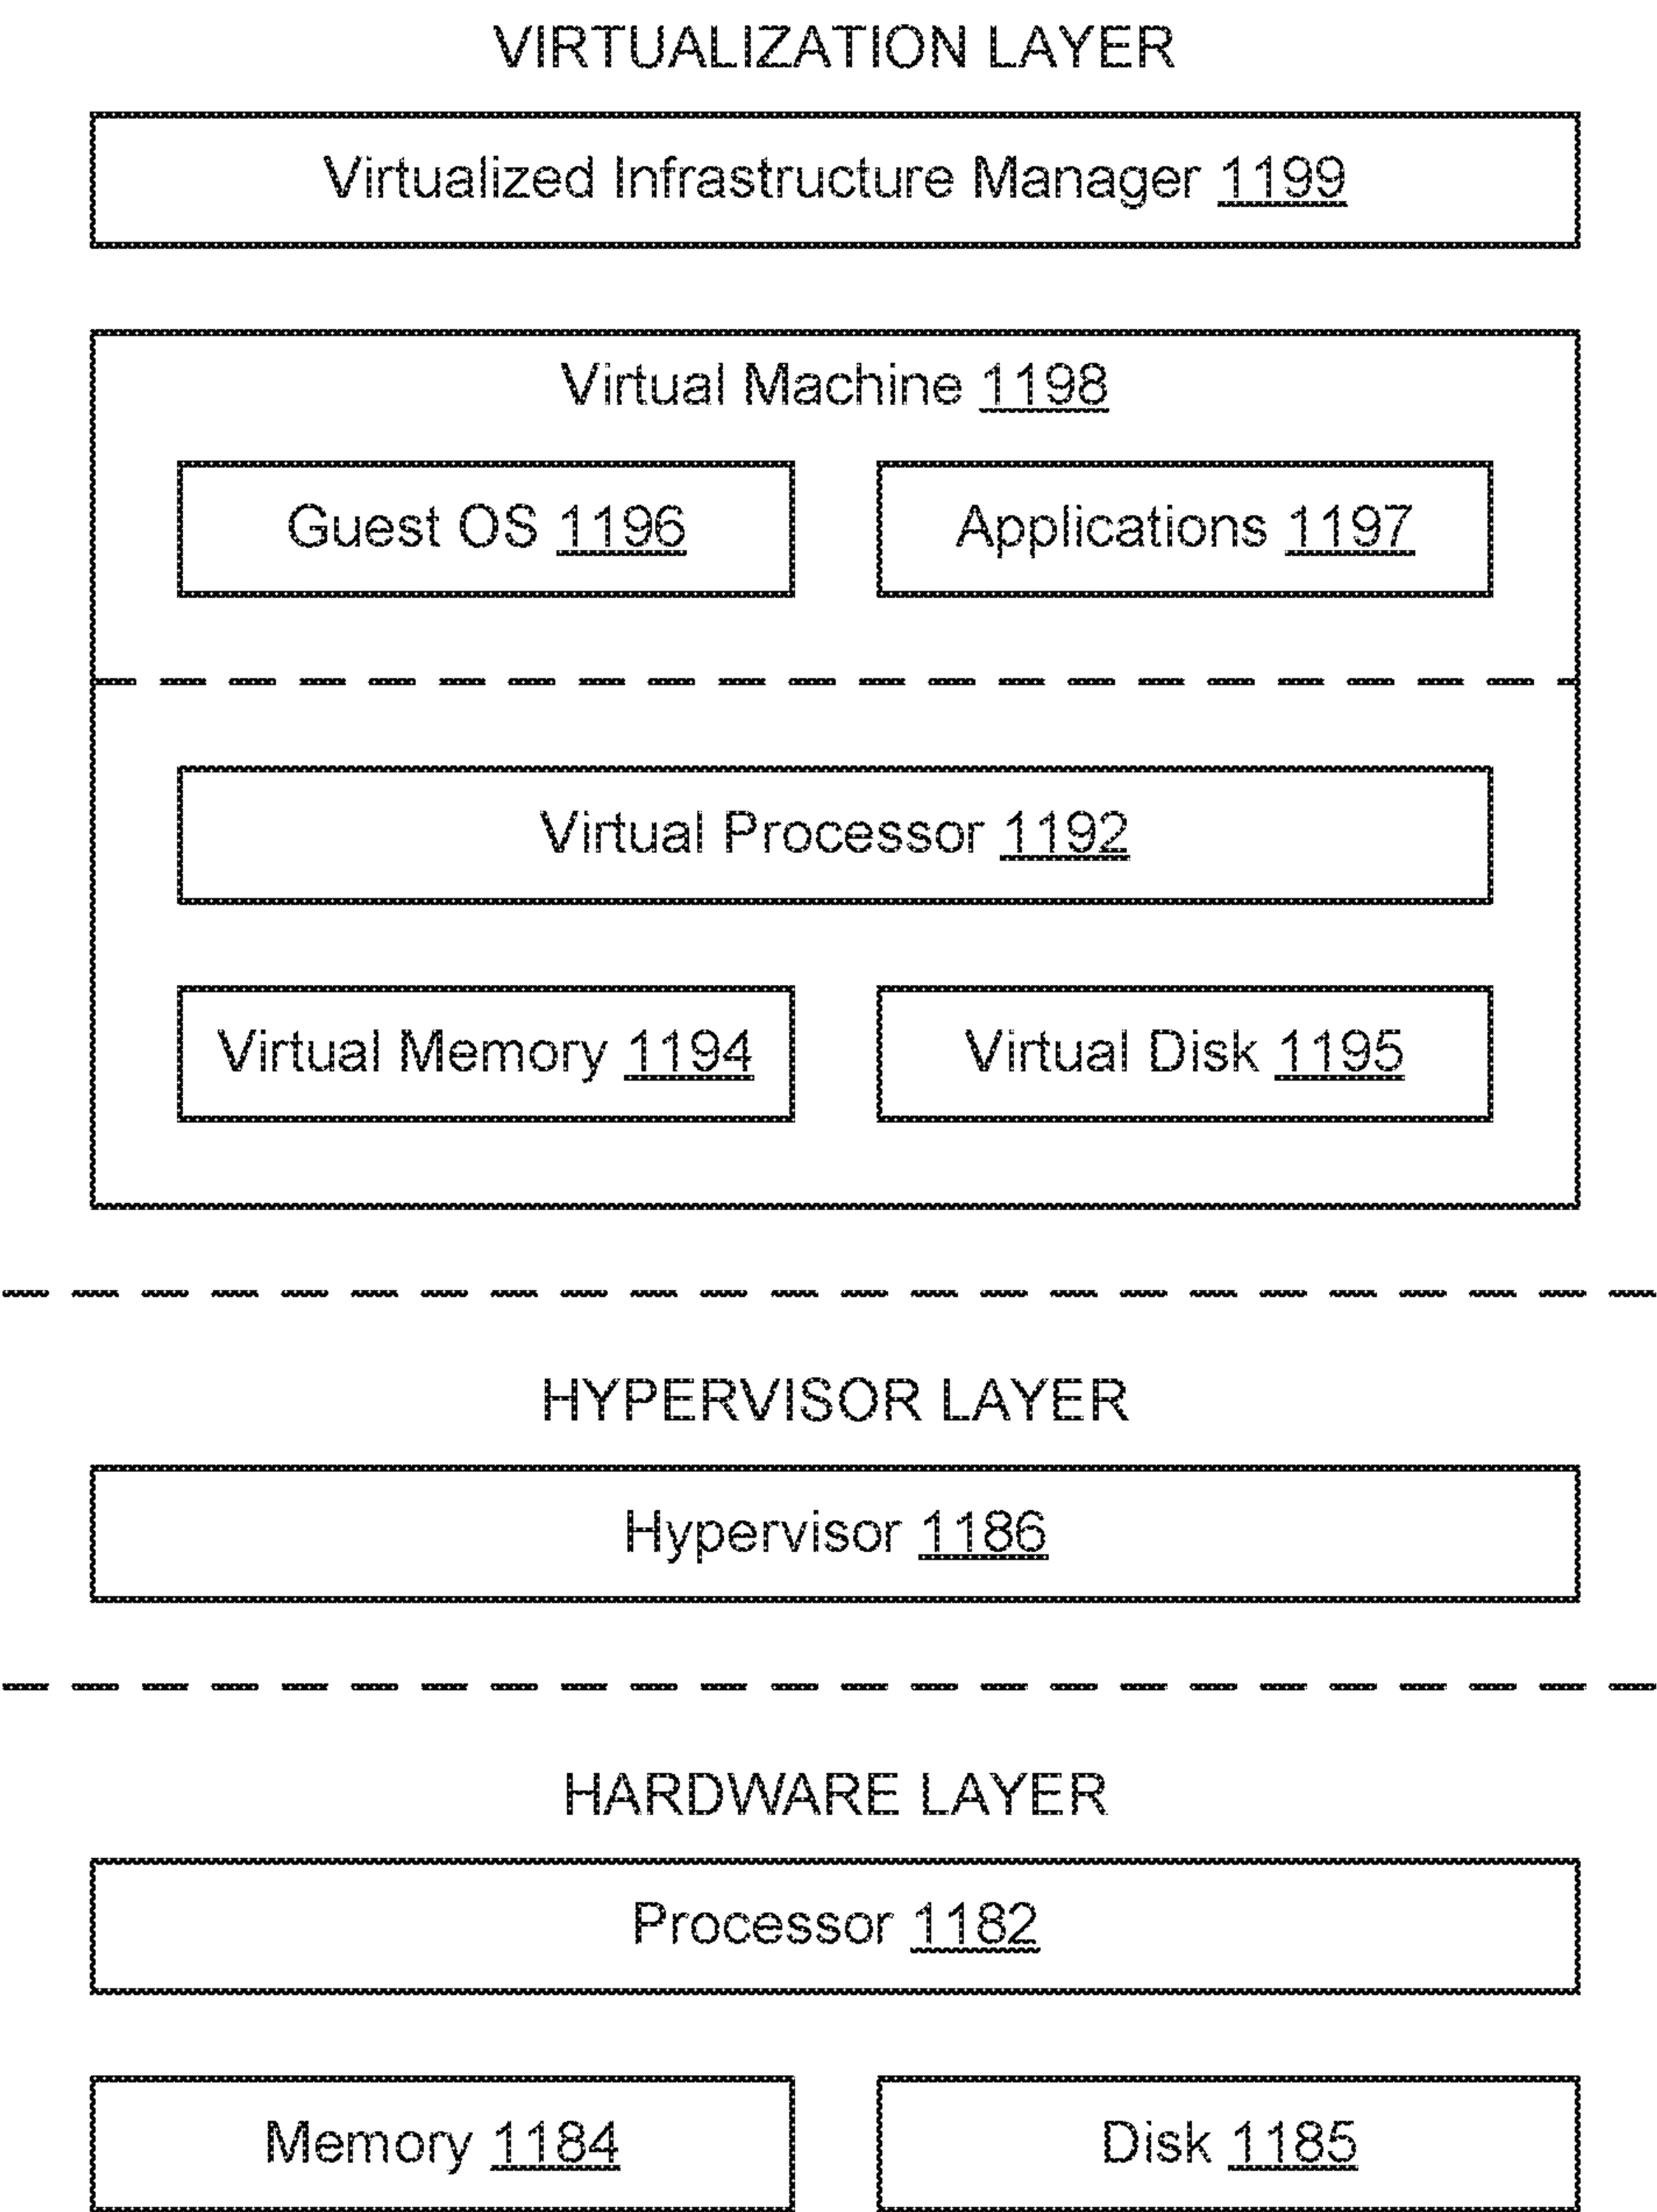 VIRTUALIZATION LAYER
Virtualized Infrastructure Manager 1199
Virtual Machine 1198
Guest OS 1196
Applications 1197
Virtual Processor 1192
Virtual Memory 1194
Virtual Disk 1195
HYPERVISOR LAYER
Hypervisor 1186
HARDWARE LAYER
Processor 1182
Memory 1184
Disk 1185